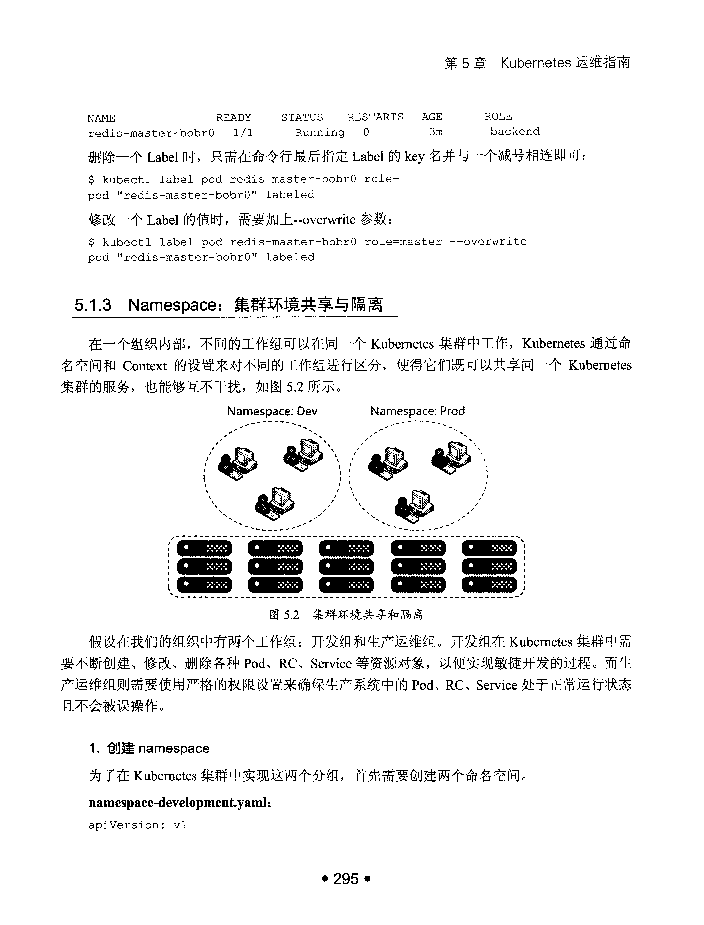 第 5 章 Kubernetes 运维指南
NAME READY STATUS RESTARTS AGE ROLE
redis-master-bobr0 1/1 Running 0 3m backend
删除一个 Label 时，只需在命令行最后指定 Label 的 key 名并与一个减号相连即可：
$ kubectl label pod redis-master-bobr0 role-
pod "redis-master-bobr0" labeled
修改一个 Label 的值时，需要加上--overwrite 参数：
$ kubectl label pod redis-master-bobr0 role=master --overwrite
pod "redis-master-bobr0" labeled
5.1.3 Namespace：集群环境共享与隔离
在一个组织内部，不同的工作组可以在同一个 Kubernetes 集群中工作，Kubernetes 通过命
名空间和 Context 的设置来对不同的工作组进行区分，使得它们既可以共享同一个 Kubernetes
集群的服务，也能够互不干扰，如图 5.2 所示。
Namespace: Dev Namespace: Prod
图 5.2 集群环境共享和隔离
假设在我们的组织中有两个工作组：开发组和生产运维组。开发组在 Kubernetes 集群中需
要不断创建、修改、删除各种 Pod、RC、Service 等资源对象，以便实现敏捷开发的过程。而生
产运维组则需要使用严格的权限设置来确保生产系统中的 Pod、RC、Service 处于正常运行状态
且不会被误操作。
1. 创建 namespace
为了在 Kubernetes 集群中实现这两个分组，首先需要创建两个命名空间。
namespace-development.yaml：
apiVersion: v1
• 295 •